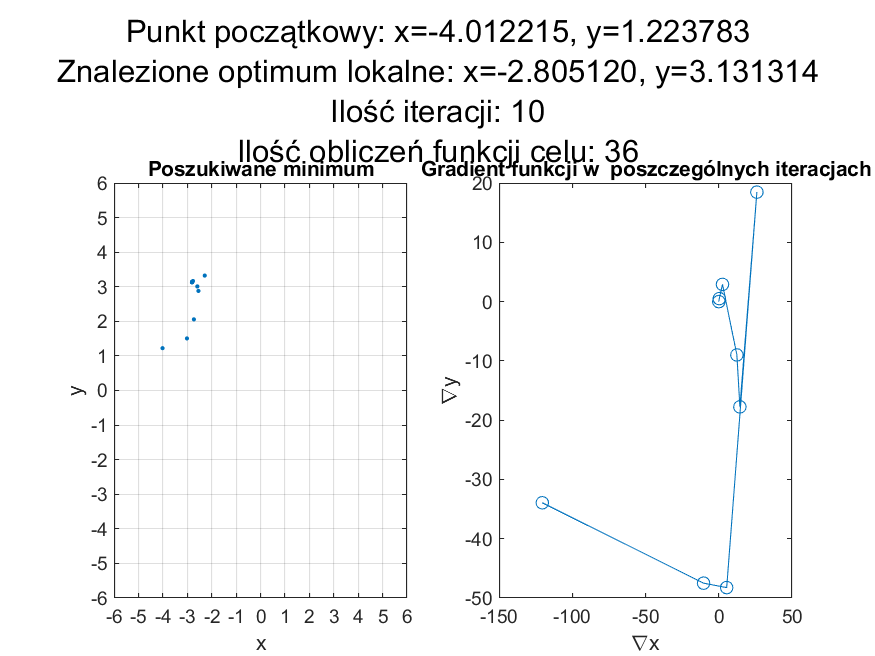 Punkt początkowy: x=-4.012215, y=1.223783
Znalezione optimum lokalne: x=-2.805120, y=3.131314
Ilość iteracji: 10
Ilość obliczeń funkcji celu: 36
Poszukiwane minimum
6
5
4
3
2
1
0
-1
-2
-3
-4
-5
-6
y
-6 -5 -4 -3 -2 -1 0 1 2 3 4 5 6
x
Gradient funkcji w poszczególnych iteracjach
20
10
0
-10
-20
-30
-40
-50
∇y
-150 -100 -50 0 50
∇x